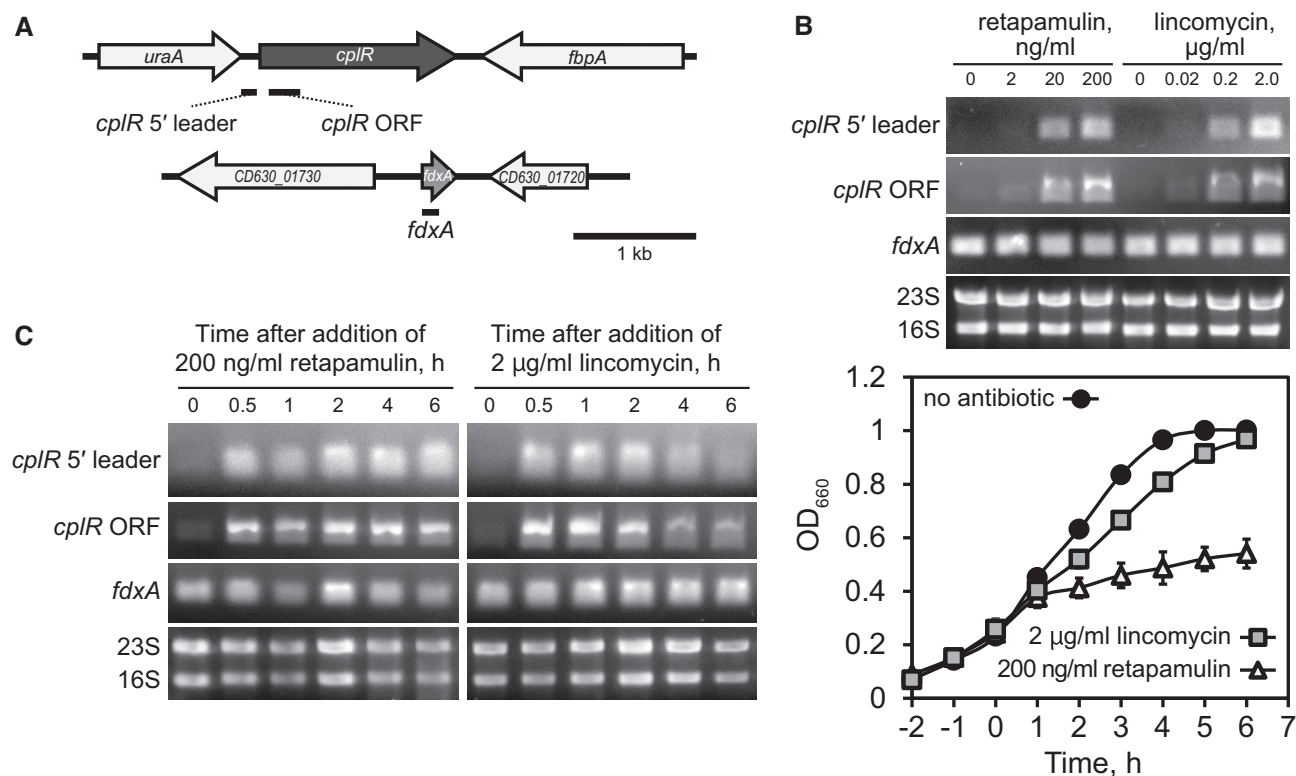 A
uraA
cplR
fbpA
cplR 5′ leader
cplR ORF
CD630_01730
fdxA
CD630_01720
fdxA
1 kb
B
retapamulin,
ng/ml
lincomycin,
µg/ml
0 2 20 200 0 0.02 0.2 2.0
cplR 5′ leader
cplR ORF
fdxA
23S
16S
C
Time after addition of
200 ng/ml retapamulin, h
Time after addition of
2 µg/ml lincomycin, h
0 0.5 1 2 4 6 0 0.5 1 2 4 6
cplR 5′ leader
cplR ORF
fdxA
23S
16S
1.2
1
0.8
0.6
0.4
0.2
0
OD660
no antibiotic
2 µg/ml lincomycin
200 ng/ml retapamulin
-2 -1 0 1 2 3 4 5 6 7
Time, h